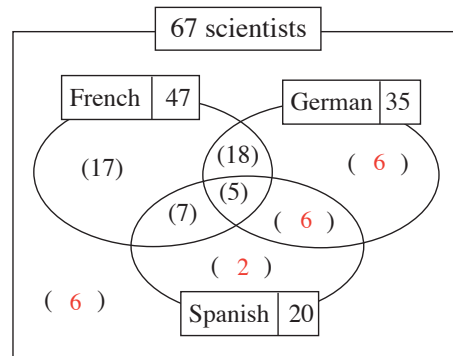 67 scientists
French 47
German 35
(17)
(18)
( 6 )
(5)
(7)
( 6 )
( 2 )
( 6 )
Spanish 20